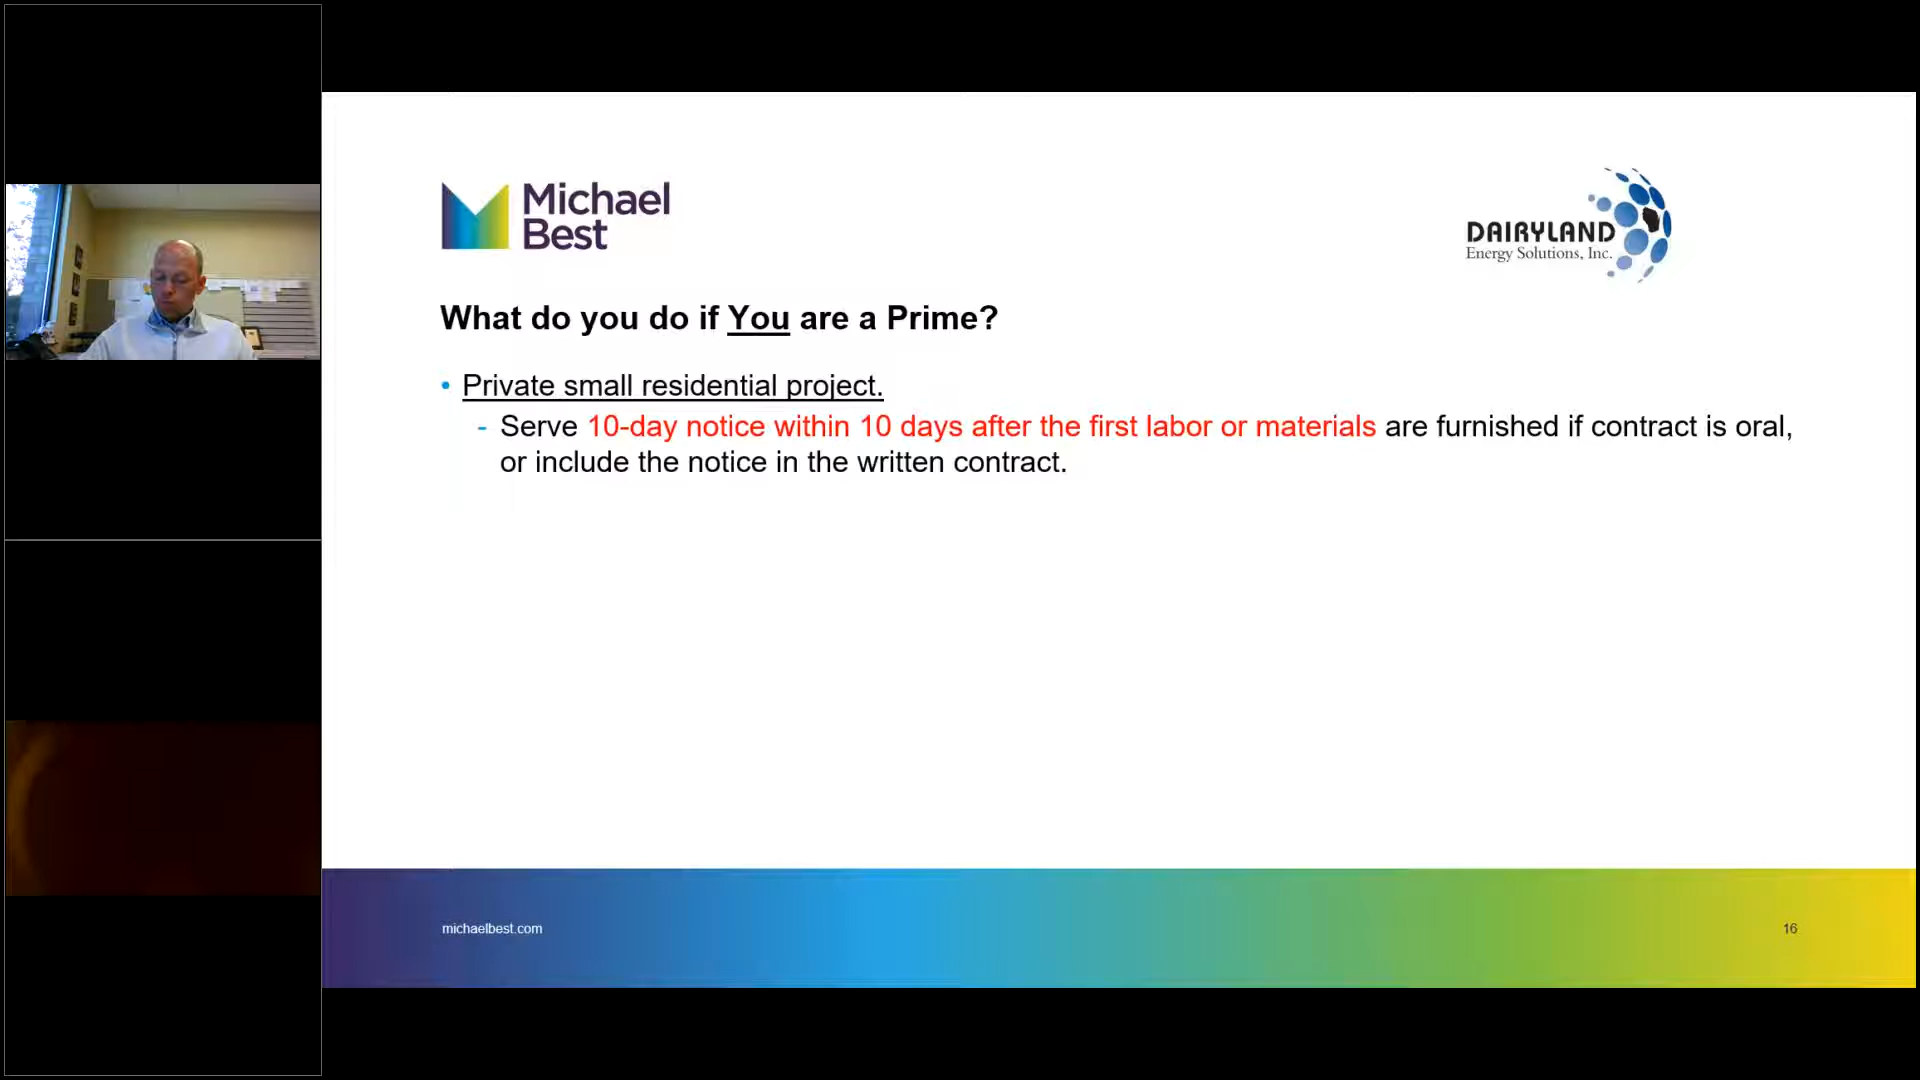 Michael
Best
DAIRYLAND
Energy Solutions, Inc.
What do you do if You are a Prime?
• Private small residential project.
- Serve 10-day notice within 10 days after the first labor or materials are furnished if contract is oral,
or include the notice in the written contract.
michaelbest.com
16